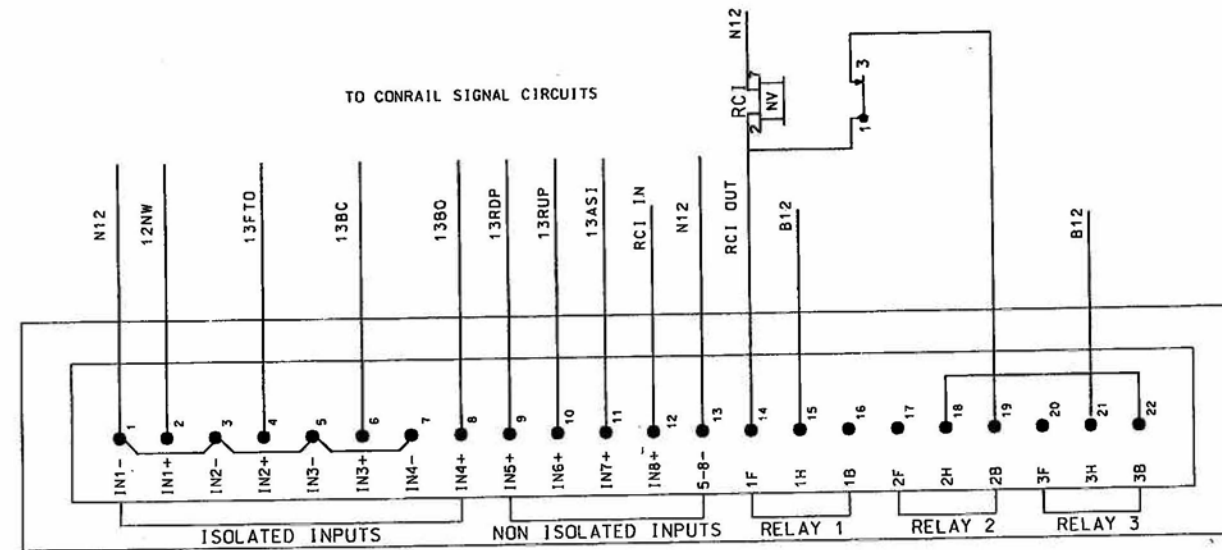 N12
3
TO CONRAIL SIGNAL CIRCUITS
RCI
7
NV
2
1
N12
12NW
13FTO
13BC
13BO
13RDP
13RUP
13ASI
RCI IN
N12
RCI OUT
B12
B12
1
2
3
4
5
6
7
8
9
10
11
12
13
14
15
16
17
18
19
20
21
22
IN1-
IN1+
IN2-
IN2+
IN3-
IN3+
IN4-
IN4+
IN5+
IN6+
IN7+
IN8+
5-8-
1F
1H
1B
2F
2H
2B
3F
3H
3B
ISOLATED INPUTS
NON ISOLATED INPUTS
RELAY 1
RELAY 2
RELAY 3